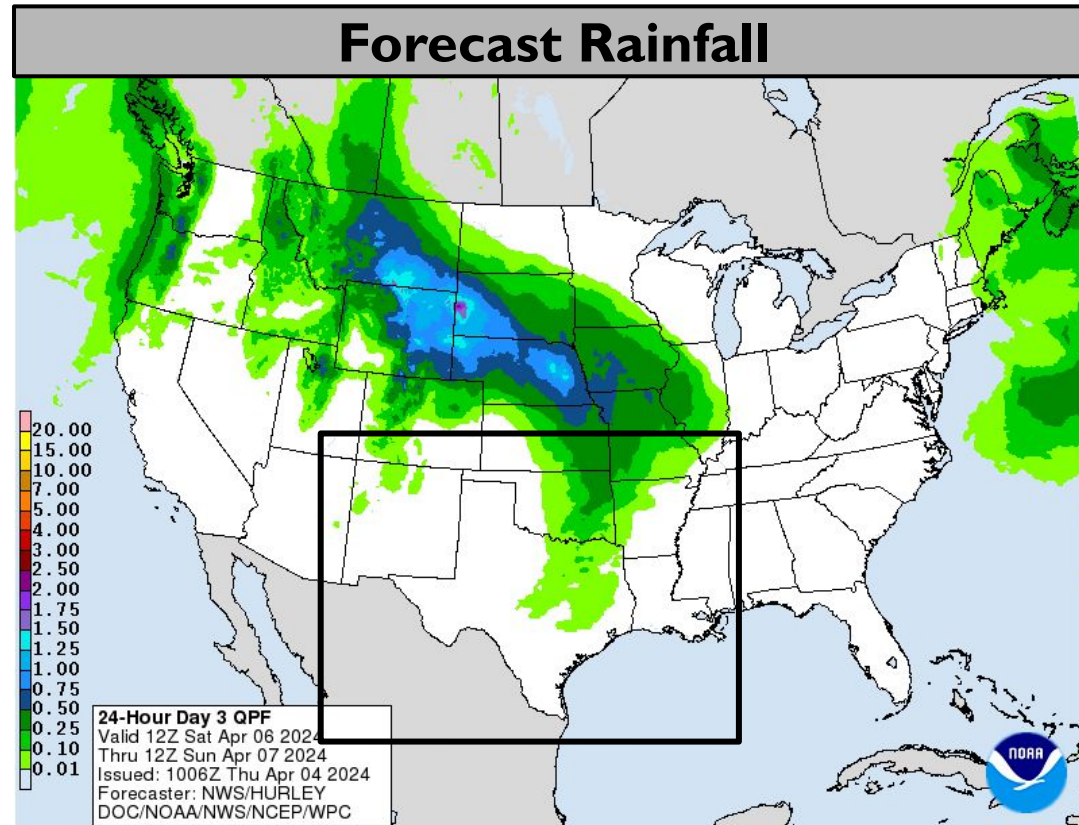 Forecast Rainfall
20.00
15.00
10.00
7.00
5.00
4.00
3.00
2.50
2.00
1.75
1.50
1.25
1.00
0.75
0.50
0.25
0.10
0.01
24-Hour Day 3 QPF
Valid 12Z Sat Apr 06 2024
Thru 12Z Sun Apr 07 2024
Issued: 1006Z Thu Apr 04 2024
Forecaster: NWS/HURLEY
DOC/NOAA/NWS/NCEP/WPC
NOAA